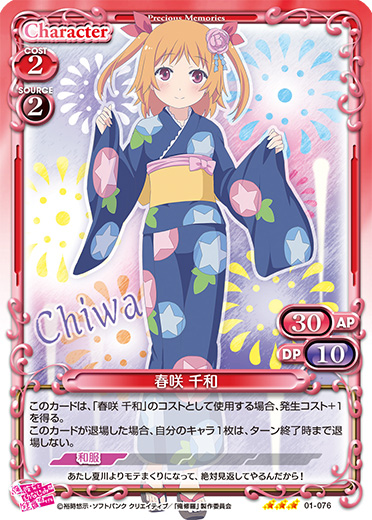 Precious Memories
Character
COST
2
SOURCE
2
Chiwa
30 AP
DP 10
春咲 千和
このカードは、「春咲 千和」のコストとして使用する場合、発生コスト+1
を得る。
このカードが退場した場合、自分のキャラ1枚は、ターン終了時まで退
場しない。
和服
あたし夏川よりモテまくりになって、絶対見返してやるんだから!
©裕時悠示・ソフトバンク クリエイティブ/「俺修羅」製作委員会
01-076